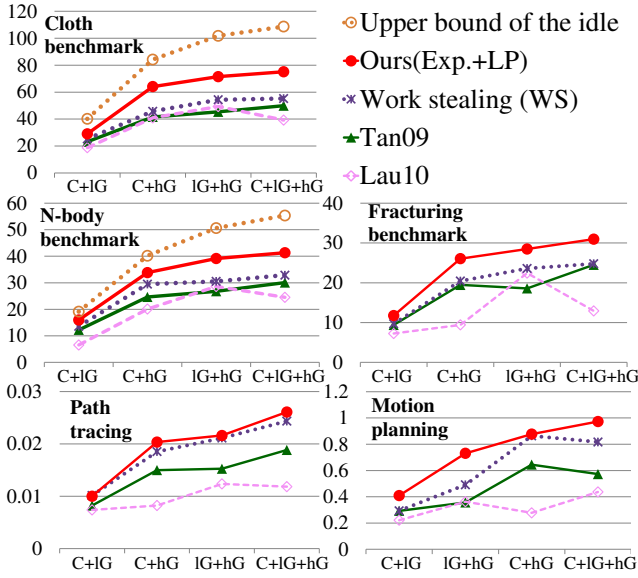 Cloth
benchmark
120
100
80
60
40
20
0
C+lG
C+hG
lG+hG
C+lG+hG
Upper bound of the idle
Ours(Exp.+LP)
Work stealing (WS)
Tan09
Lau10
N-body
benchmark
60
50
40
30
20
10
0
C+lG
C+hG
lG+hG
C+lG+hG
Fracturing
benchmark
40
30
20
10
0
C+lG
C+hG
lG+hG
C+lG+hG
Path
tracing
0.03
0.02
0.01
0
C+lG
C+hG
lG+hG
C+lG+hG
Motion
planning
1.2
1
0.8
0.6
0.4
0.2
0
C+lG
lG+hG
C+hG
C+lG+hG